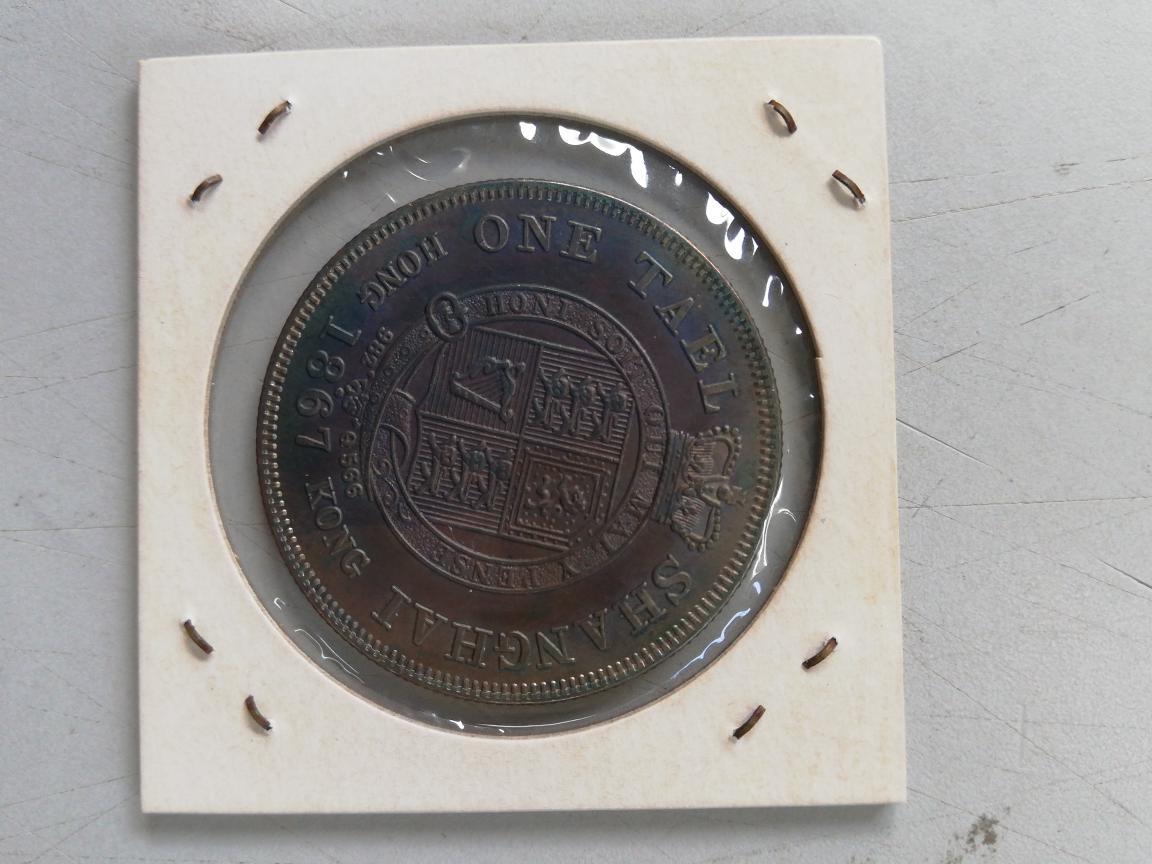 ONE TAEL SHANGHAI
HONG 1867 KONG
HONI SOIT QUI MAL Y PENSE